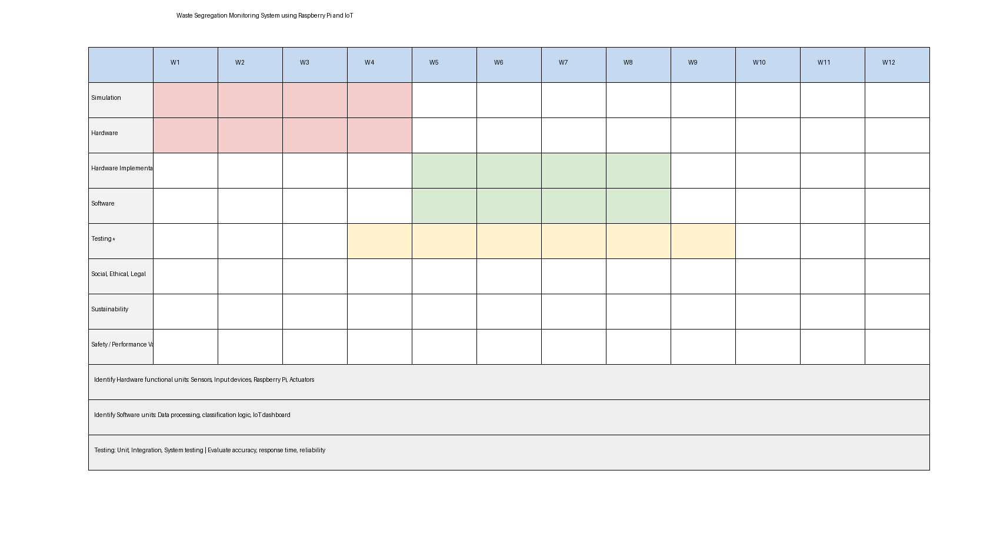 Waste Segregation Monitoring System using Raspberry Pi and IoT
W1 W2 W3 W4 W5 W6 W7 W8 W9 W10 W11 W12
Simulation
Hardware
Hardware Implementa
Software
Testing*
Social, Ethical, Legal
Sustainability
Safety / Performance Va
Identify Hardware functional units: Sensors, Input devices, Raspberry Pi, Actuators
Identify Software units: Data processing, classification logic, IoT dashboard
Testing: Unit, Integration, System testing | Evaluate accuracy, response time, reliability